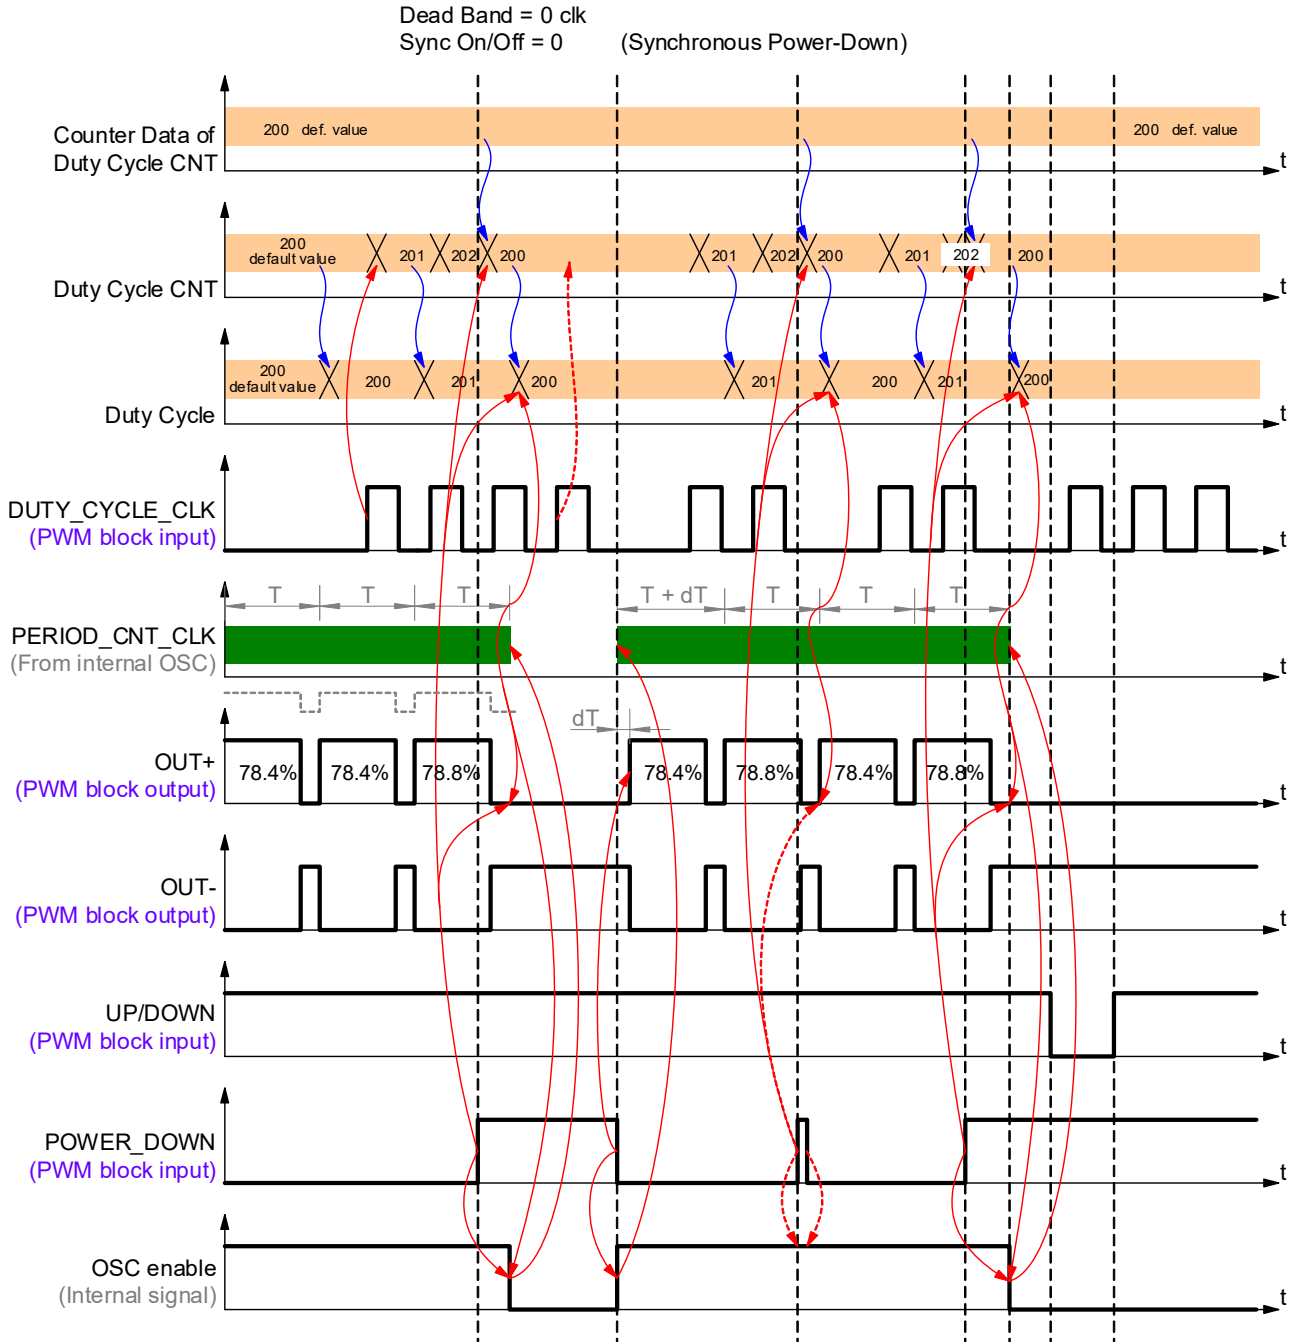 Dead Band = 0 clk
Sync On/Off = 0 (Synchronous Power-Down)
Counter Data of
Duty Cycle CNT
200 def. value
200 def. value
t
Duty Cycle CNT
200
default value
201
202
200
201
202
200
201
202
200
t
Duty Cycle
200
default value
200
201
200
201
200
201
200
t
DUTY_CYCLE_CLK
(PWM block input)
t
PERIOD_CNT_CLK
(From internal OSC)
T
T
T
T + dT
T
T
T
t
OUT+
(PWM block output)
78.4%
78.4%
78.8%
dT
78.4%
78.8%
78.4%
78.8%
t
OUT-
(PWM block output)
t
UP/DOWN
(PWM block input)
t
POWER_DOWN
(PWM block input)
t
OSC enable
(Internal signal)
t